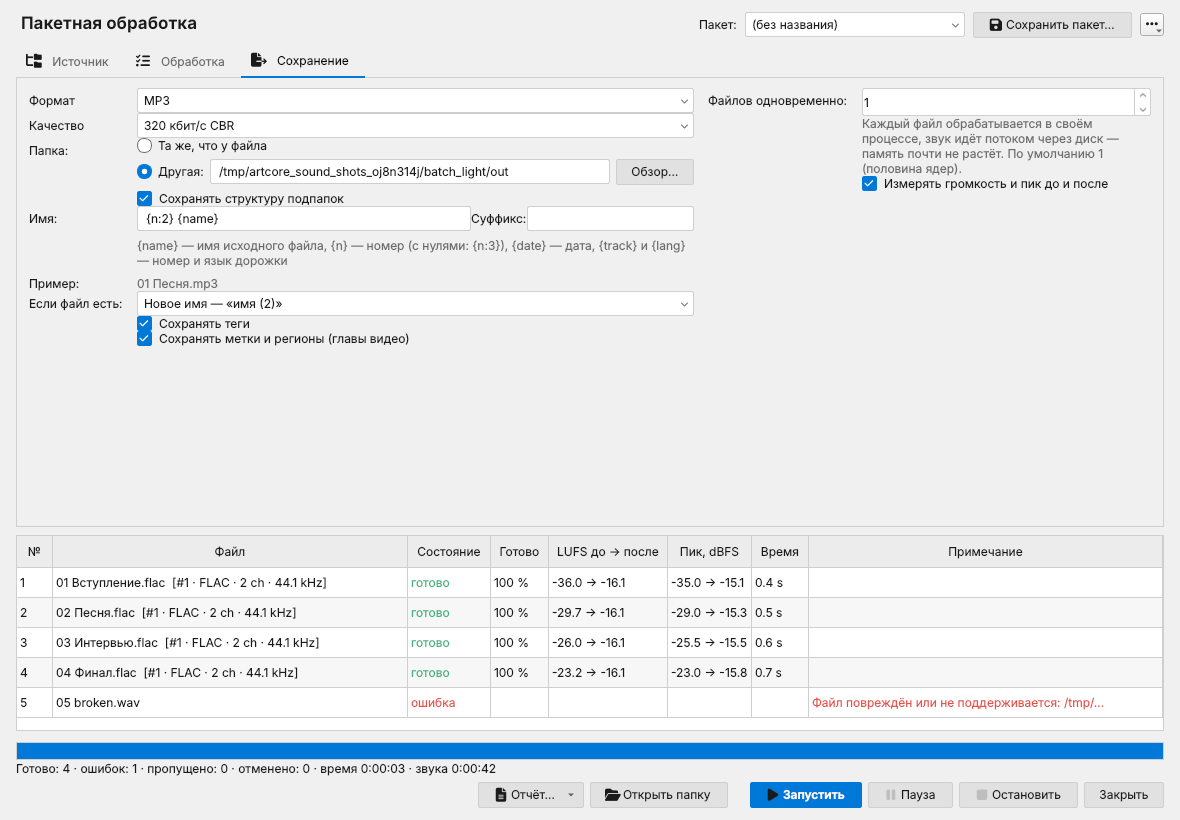 Пакетная обработка
Пакет:
(без названия)
Сохранить пакет...
Источник
Обработка
Сохранение
Формат
MP3
Качество
320 кбит/с CBR
Папка:
Та же, что у файла
Другая:
/tmp/artcore_sound_shots_oj8n314j/batch_light/out
Обзор...
Сохранять структуру подпапок
Имя:
{n:2} {name}
Суффикс:
{name} — имя исходного файла, {n} — номер (с нулями: {n:3}), {date} — дата, {track} и {lang}
— номер и язык дорожки
Пример:
01 Песня.mp3
Если файл есть:
Новое имя — «имя (2)»
Сохранять теги
Сохранять метки и регионы (главы видео)
Файлов одновременно:
1
Каждый файл обрабатывается в своём
процессе, звук идёт потоком через диск —
память почти не растёт. По умолчанию 1
(половина ядер).
Измерять громкость и пик до и после
№ Файл Состояние Готово LUFS до → после Пик, dBFS Время Примечание
1 01 Вступление.flac [#1 · FLAC · 2 ch · 44.1 kHz] готово 100 % -36.0 → -16.1 -35.0 → -15.1 0.4 s
2 02 Песня.flac [#1 · FLAC · 2 ch · 44.1 kHz] готово 100 % -29.7 → -16.1 -29.0 → -15.3 0.5 s
3 03 Интервью.flac [#1 · FLAC · 2 ch · 44.1 kHz] готово 100 % -26.0 → -16.1 -25.5 → -15.5 0.6 s
4 04 Финал.flac [#1 · FLAC · 2 ch · 44.1 kHz] готово 100 % -23.2 → -16.1 -23.0 → -15.8 0.7 s
5 05 broken.wav ошибка Файл повреждён или не поддерживается: /tmp/...
Готово: 4 · ошибок: 1 · пропущено: 0 · отменено: 0 · время 0:00:03 · звука 0:00:42
Отчёт...
Открыть папку
Запустить
Пауза
Остановить
Закрыть